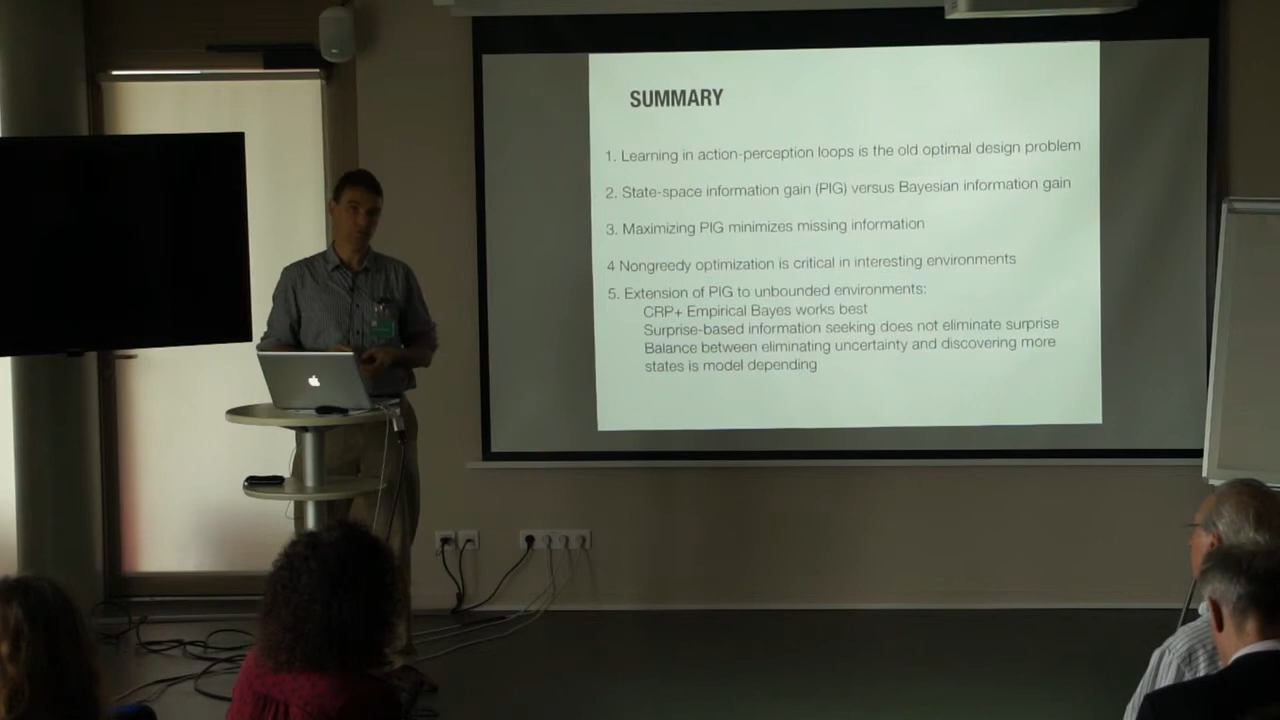 SUMMARY
1. Learning in action-perception loops is the old optimal design problem
2. State-space information gain (PIG) versus Bayesian information gain
3. Maximizing PIG minimizes missing information
4 Nongreedy optimization is critical in interesting environments
5. Extension of PIG to unbounded environments:
CRP+ Empirical Bayes works best
Surprise-based information seeking does not eliminate surprise
Balance between eliminating uncertainty and discovering more
states is model depending